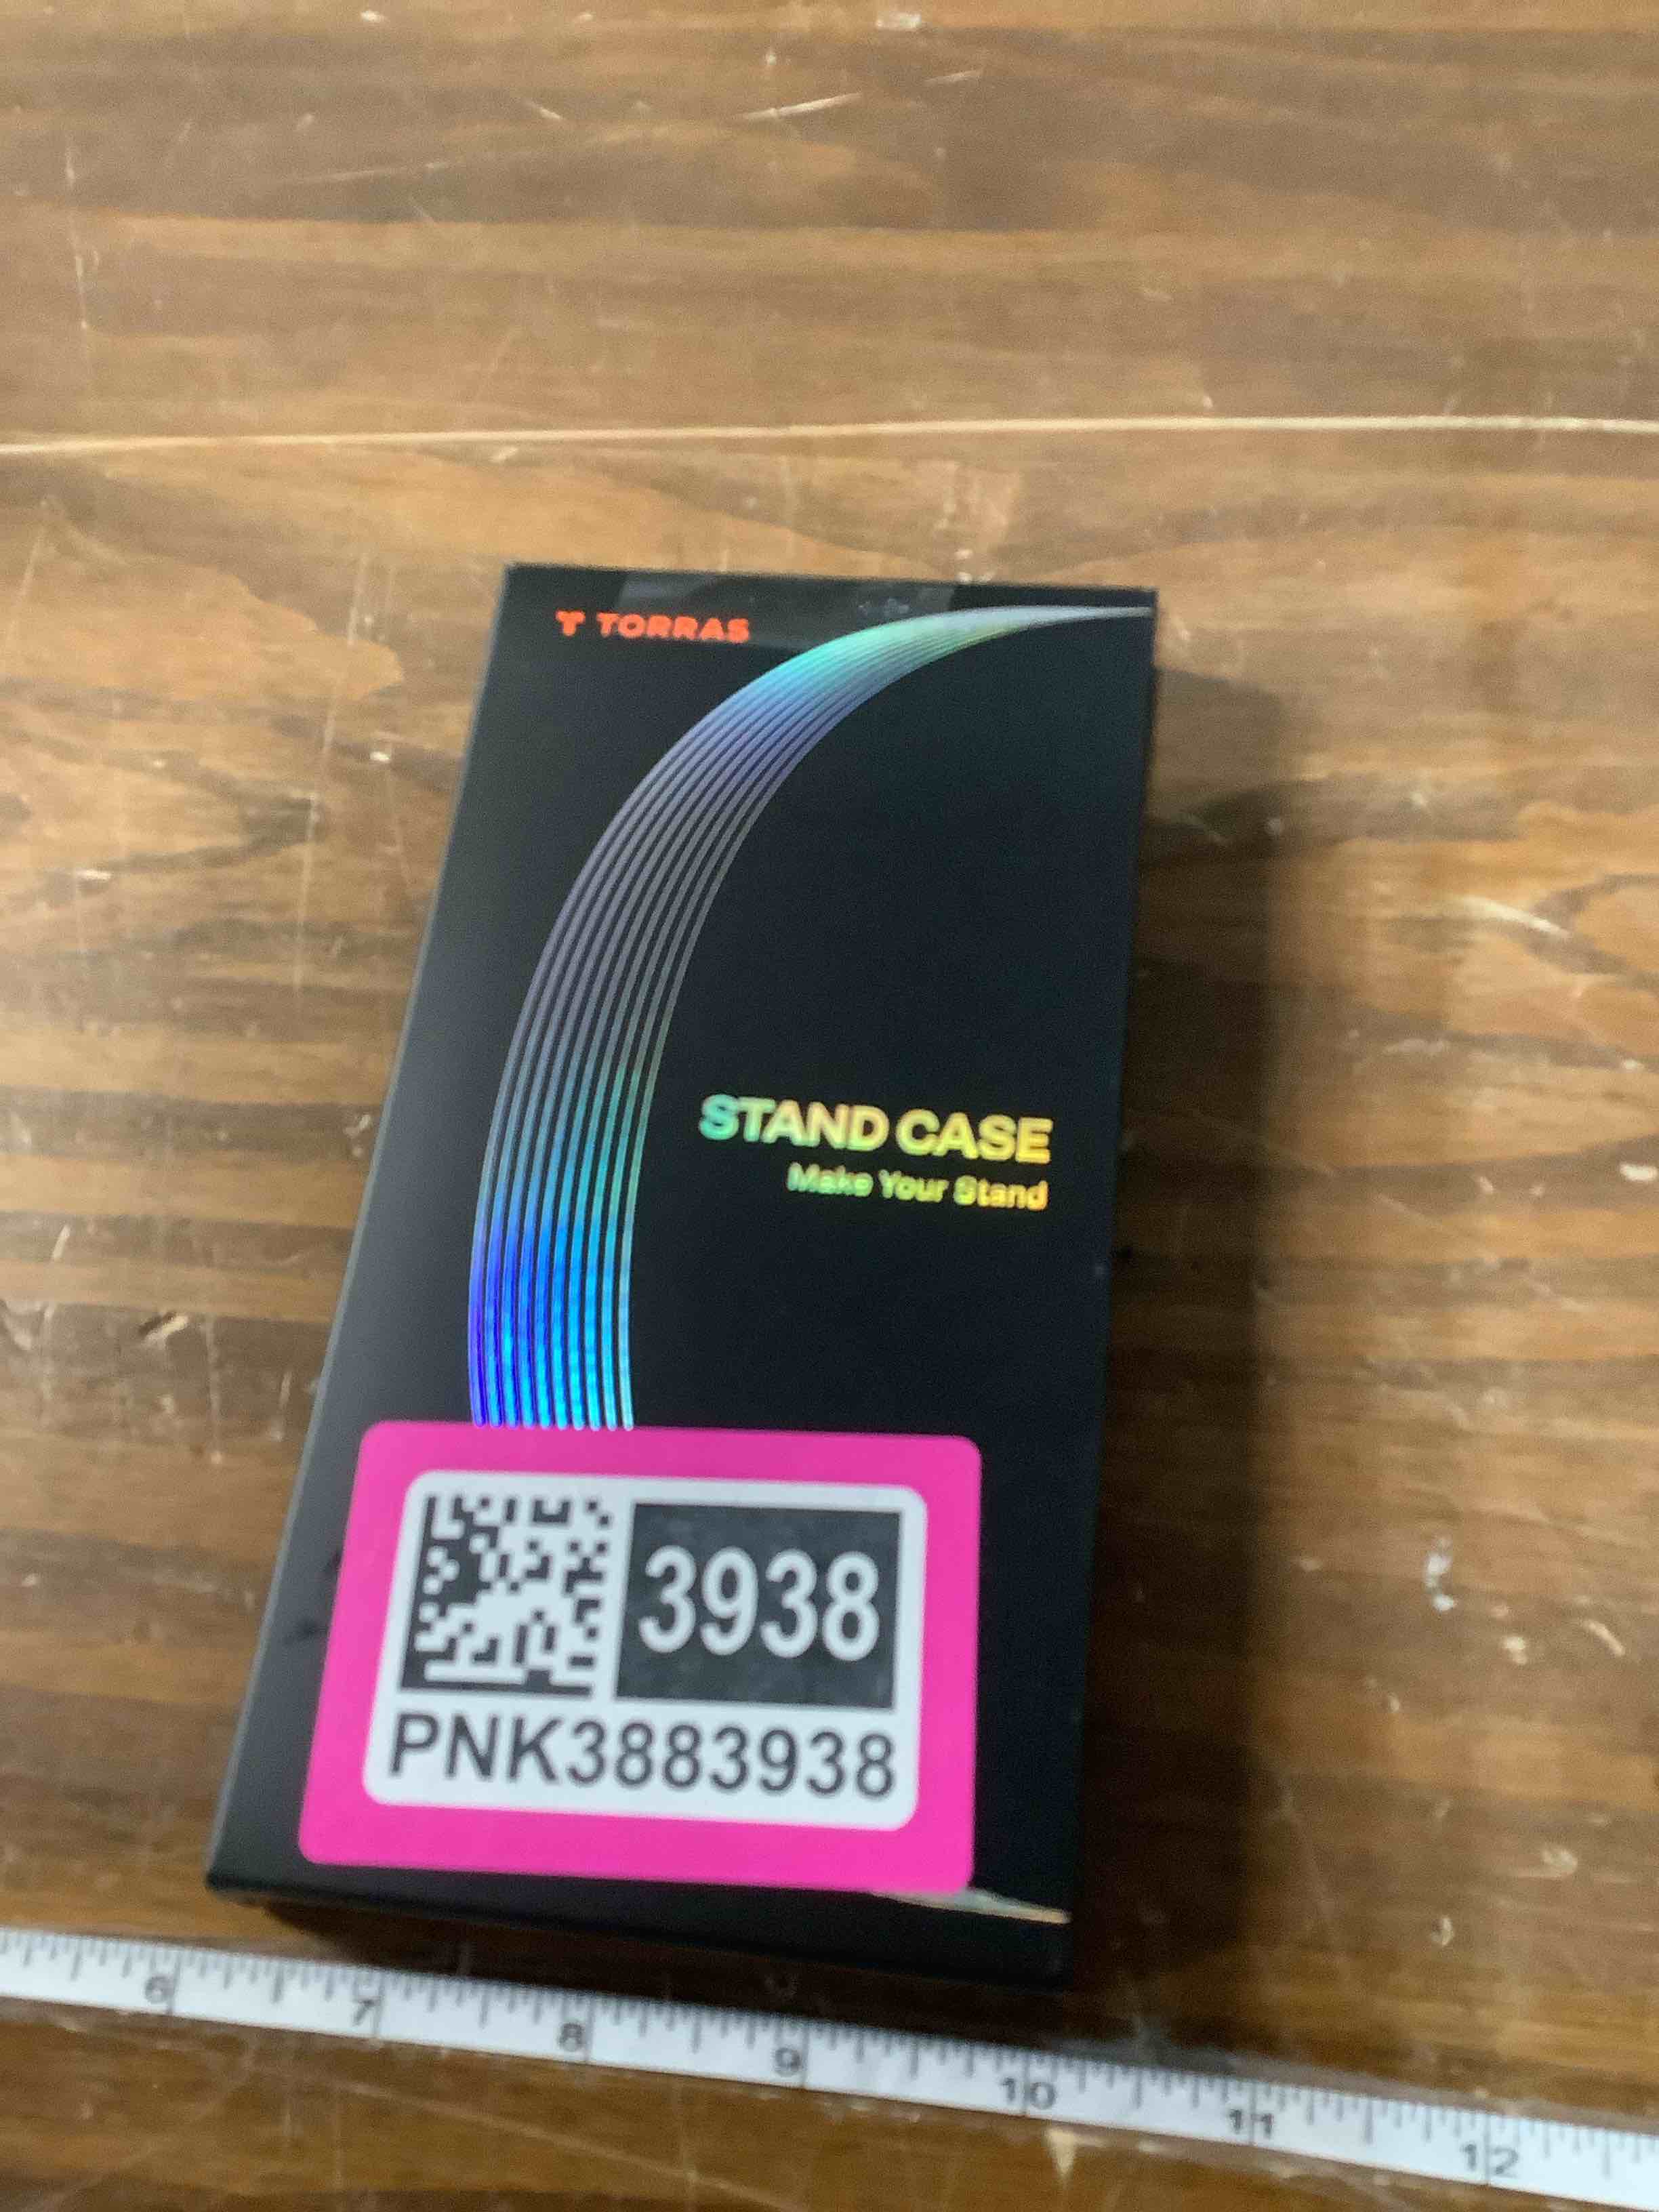 TORRAS
STAND CASE
Make Your Stand
3938
PNK3883938
6 7 8 9 10 11 12